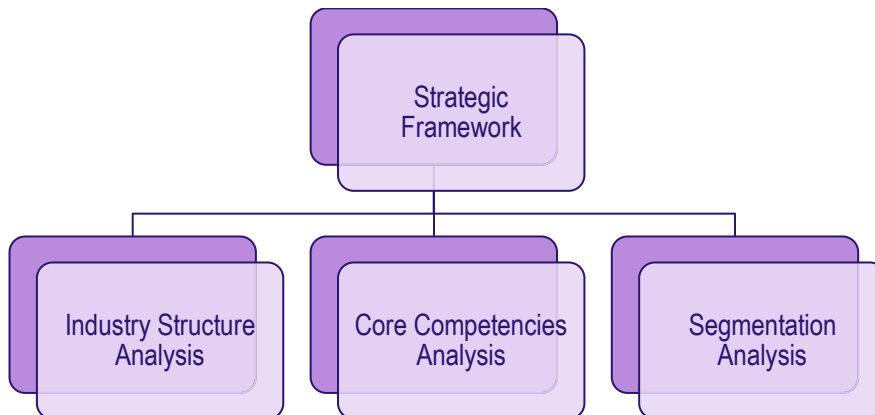 Strategic
Framework
Industry Structure
Analysis
Core Competencies
Analysis
Segmentation
Analysis